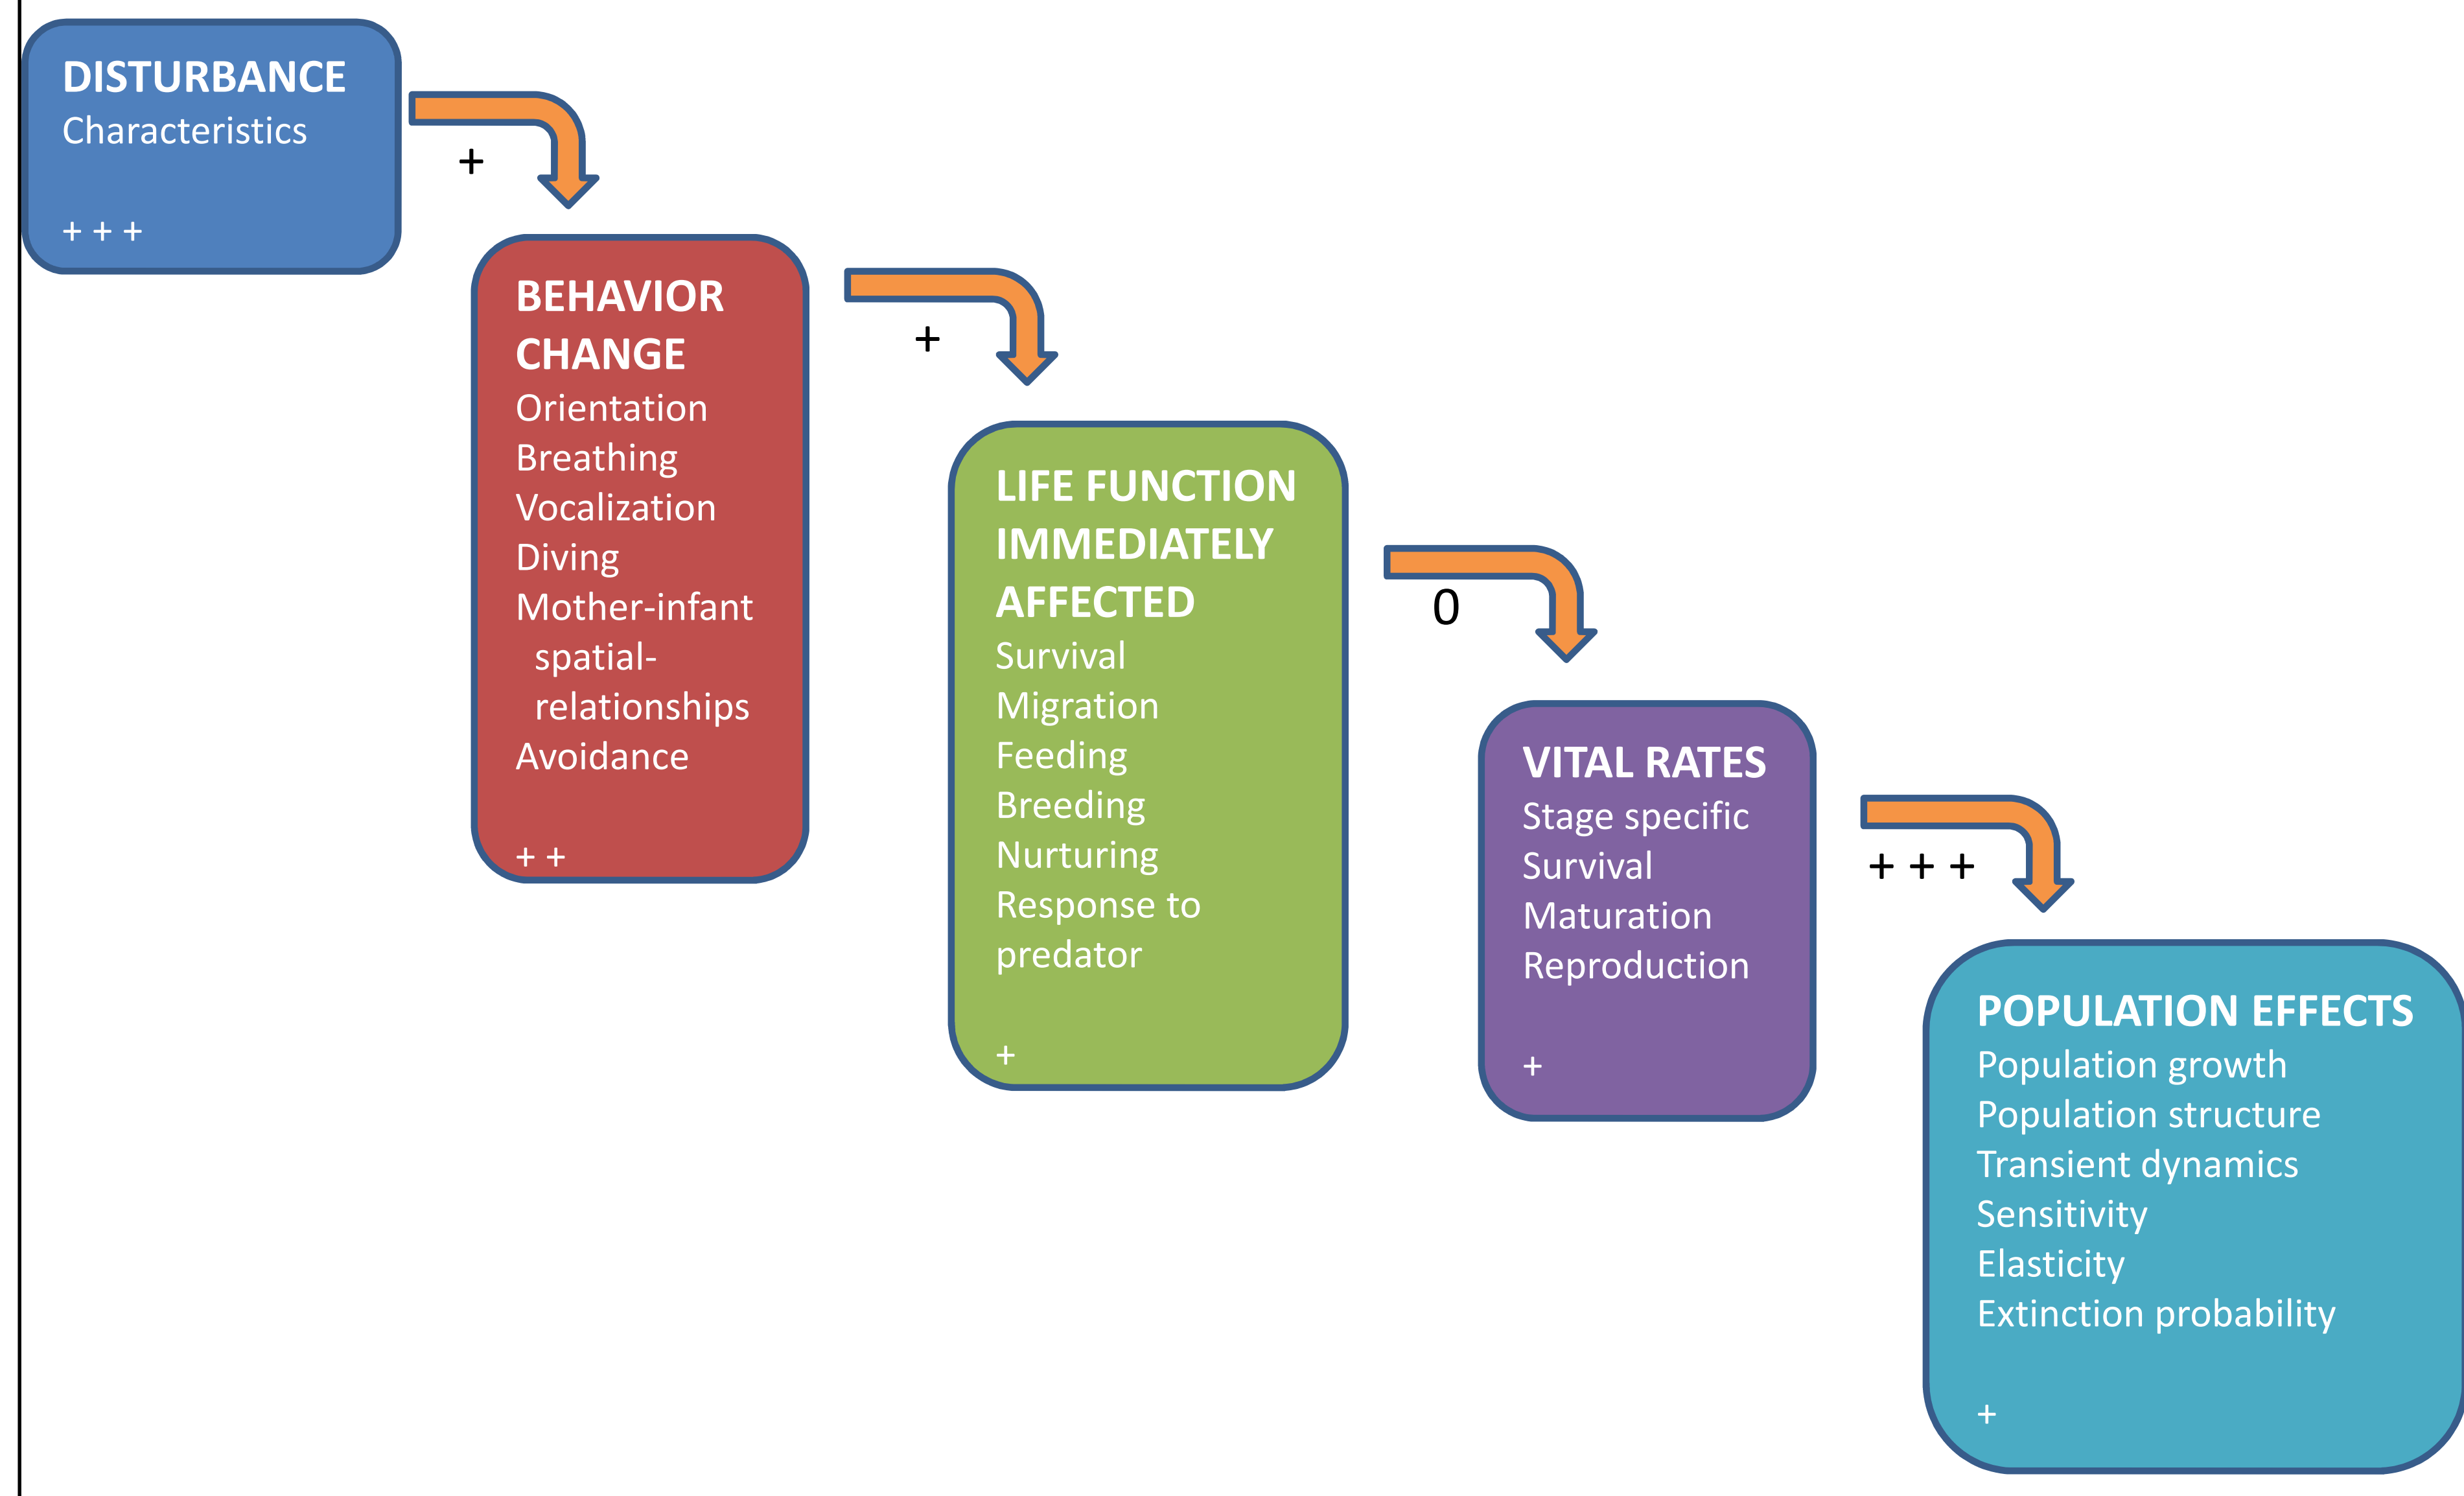 DISTURBANCE
Characteristics
+ + +
+
BEHAVIOR
CHANGE
Orientation
Breathing
Vocalization
Diving
Mother-infant
spatial-
relationships
Avoidance
+ +
+
LIFE FUNCTION
IMMEDIATELY
AFFECTED
Survival
Migration
Feeding
Breeding
Nurturing
Response to
predator
+
0
VITAL RATES
Stage specific
Survival
Maturation
Reproduction
+
+ + +
POPULATION EFFECTS
Population growth
Population structure
Transient dynamics
Sensitivity
Elasticity
Extinction probability
+